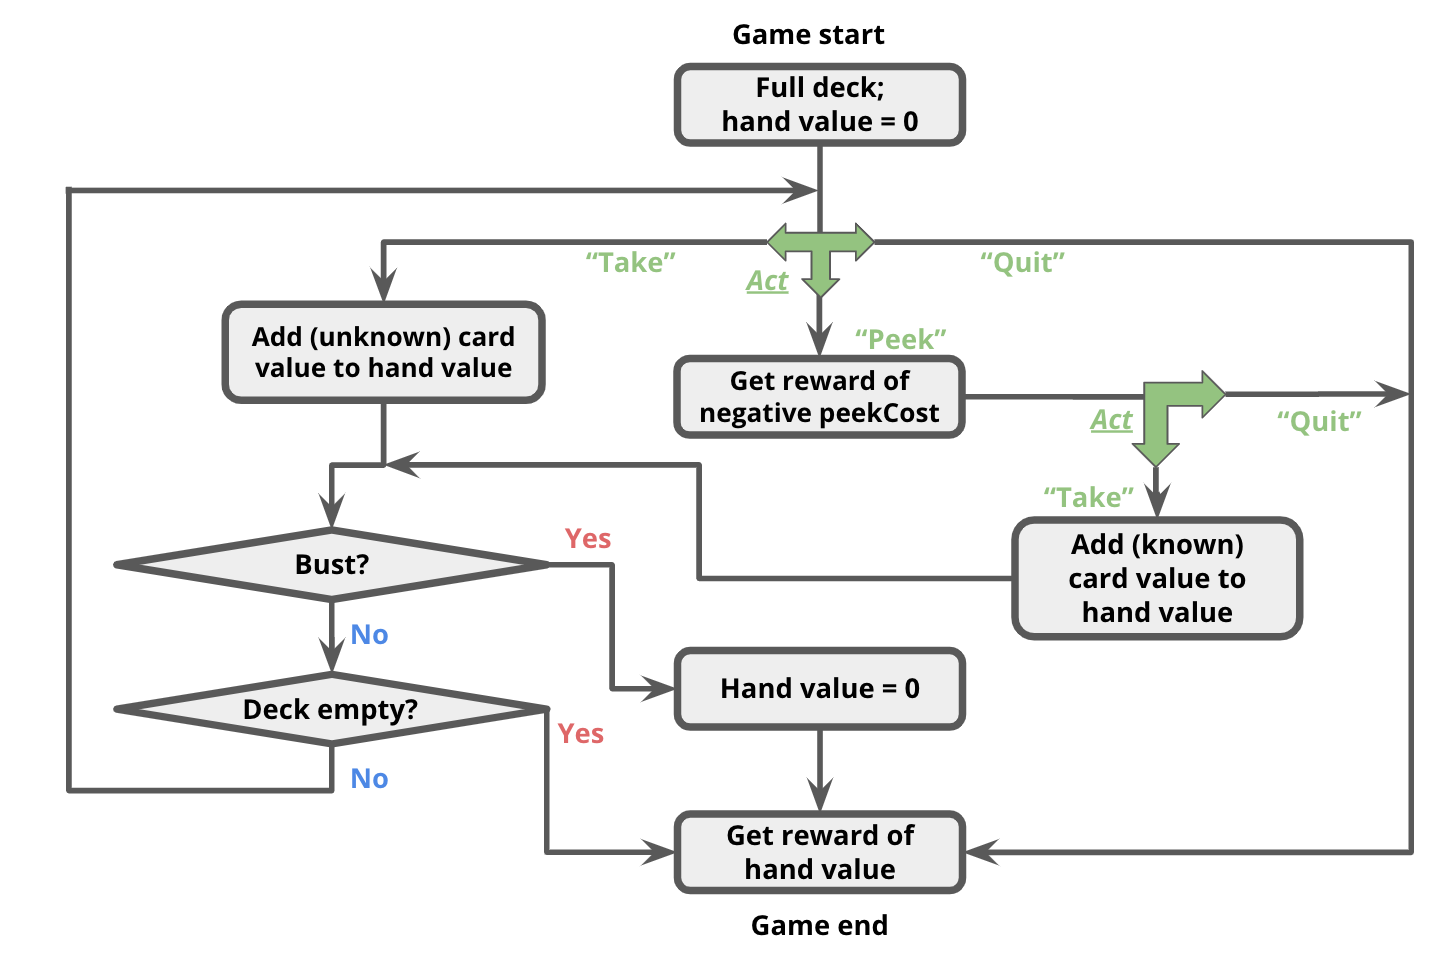 Game start
Full deck;
hand value = 0
“Take”
“Quit”
Act
“Peek”
Add (unknown) card
value to hand value
Get reward of
negative peekCost
Act
“Quit”
“Take”
Add (known)
card value to
hand value
Bust?
Yes
No
Hand value = 0
Deck empty?
Yes
No
Get reward of
hand value
Game end